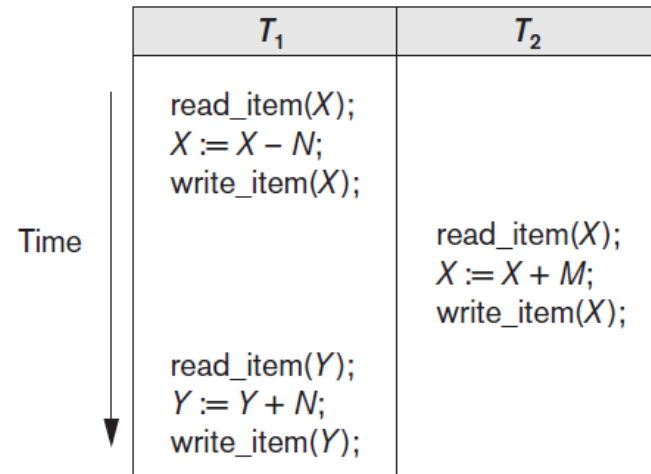 T₁ T₂
read_item(X);
X := X – N;
write_item(X);
Time
read_item(X);
X := X + M;
write_item(X);
read_item(Y);
Y := Y + N;
write_item(Y);